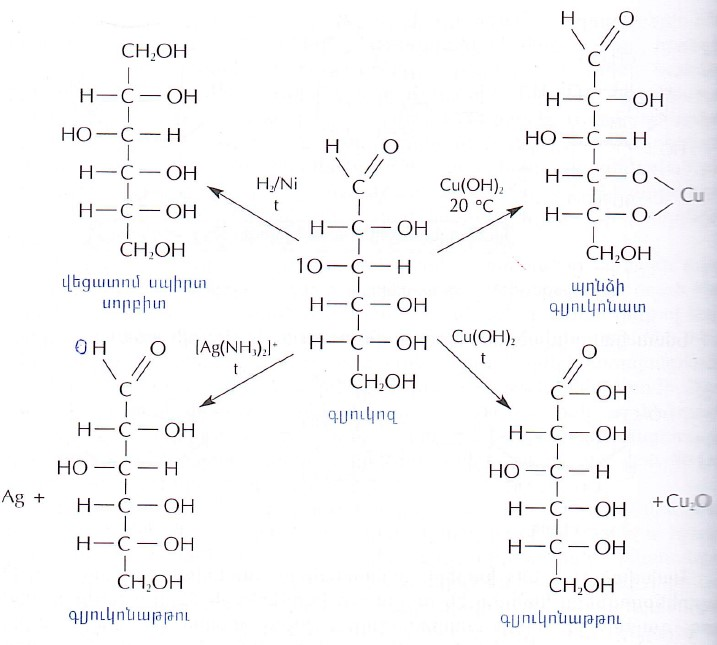 CH₂OH
H—C—OH
HO—C—H
H—C—OH
H—C—OH
CH₂OH
վեցատոմ սպիրտ
սորբիտ
H₂/Ni
t
H O
C
H—C—OH
1O—C—H
H—C—OH
H—C—OH
CH₂OH
գլյուկոզ
Cu(OH)₂
20 °C
H O
C
H—C—OH
HO—C—H
H—C—O
Cu
H—C—O
CH₂OH
պղնձի
գլյուկոնատ
[Ag(NH₃)₂]⁺
t
OH O
C
H—C—OH
HO—C—H
Ag +
H—C—OH
H—C—OH
CH₂OH
գլյուկոնաթթու
Cu(OH)₂
t
O
C—OH
H—C—OH
HO—C—H
+Cu₂O
H—C—OH
H—C—OH
CH₂OH
գլյուկոնաթթու